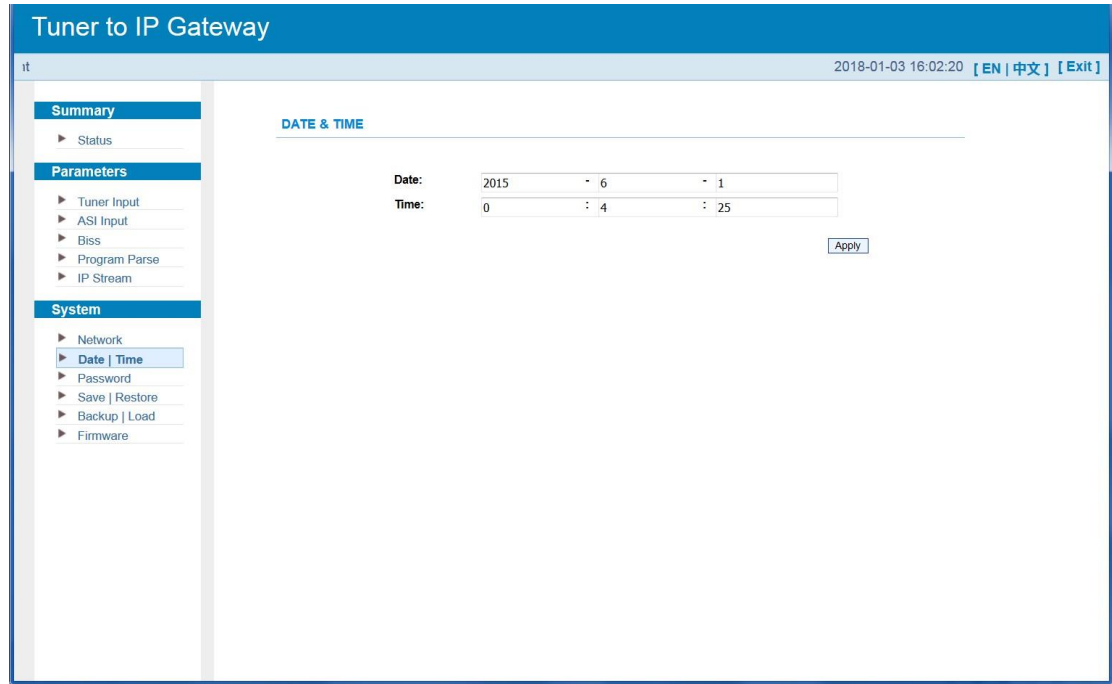 Tuner to IP Gateway
nt 2018-01-03 16:02:20 [ EN | 中文 ] [ Exit ]
Summary
Status
Parameters
Tuner Input
ASI Input
Biss
Program Parse
IP Stream
System
Network
Date | Time
Password
Save | Restore
Backup | Load
Firmware
DATE & TIME
Date: 2015 - 6 - 1
Time: 0 : 4 : 25
Apply